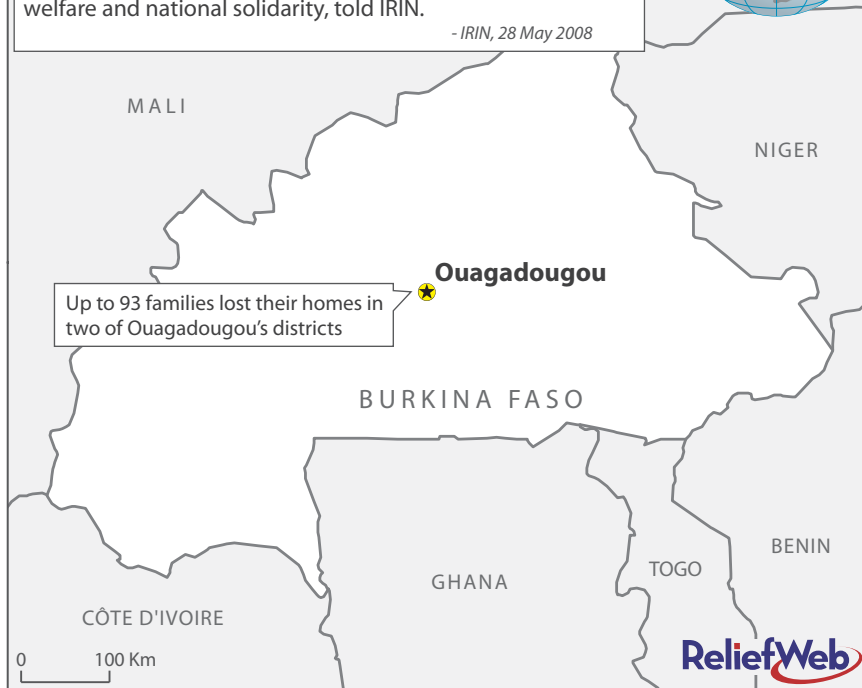 welfare and national solidarity, told IRIN.
- IRIN, 28 May 2008
MALI
NIGER
Ouagadougou
Up to 93 families lost their homes in
two of Ouagadougou's districts
BURKINA FASO
BENIN
TOGO
GHANA
CÔTE D'IVOIRE
0 100 Km
ReliefWeb